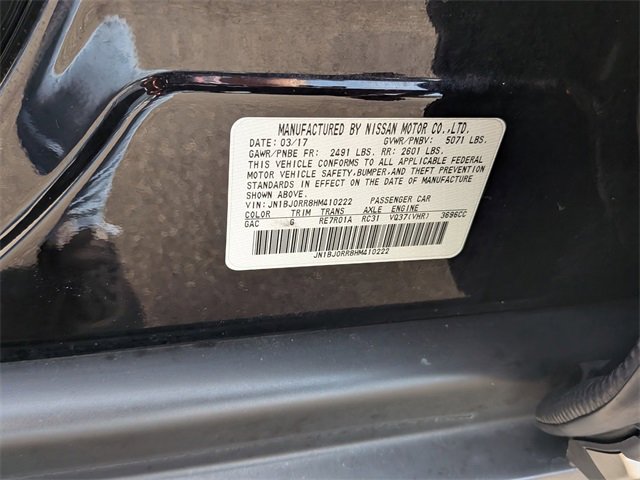 MANUFACTURED BY NISSAN MOTOR CO.,LTD.
DATE: 03/17 GVWR/PNBV: 5071 LBS.
GAWR/PNBE FR: 2491 LBS. RR: 2601 LBS.
THIS VEHICLE CONFORMS TO ALL APPLICABLE FEDERAL
MOTOR VEHICLE SAFETY,BUMPER,AND THEFT PREVENTION
STANDARDS IN EFFECT ON THE DATE OF MANUFACTURE
SHOWN ABOVE.
VIN:JN1BJ0RR8HM410222 PASSENGER CAR
COLOR TRIM TRANS AXLE ENGINE
GAC G RE7R01A RC31 VQ37(VHR) 3696CC
JN1BJ0RR8HM410222